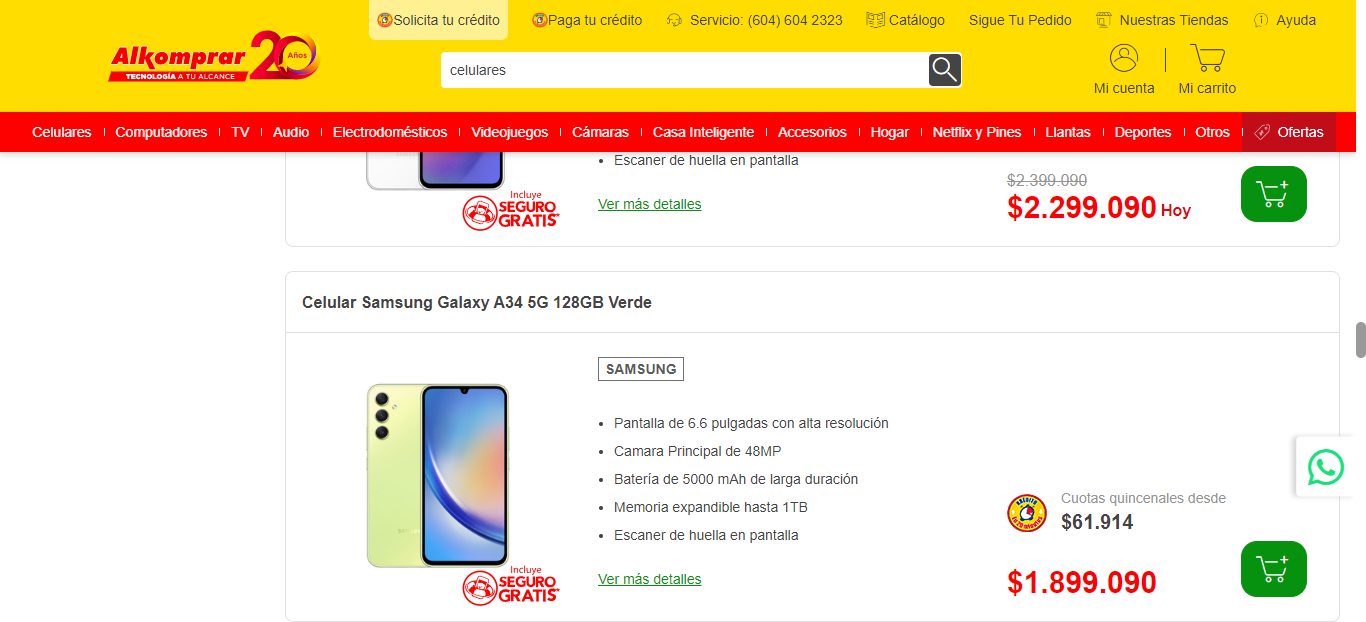 Solicita tu crédito
Paga tu crédito
Servicio: (604) 604 2323
Catálogo
Sigue Tu Pedido
Nuestras Tiendas
Ayuda
Alkomprar
TECNOLOGÍA A TU ALCANCE
20 Años
celulares
Mi cuenta
Mi carrito
Celulares
Computadores
TV
Audio
Electrodomésticos
Videojuegos
Cámaras
Casa Inteligente
Accesorios
Hogar
Netflix y Pines
Llantas
Deportes
Otros
Ofertas
Escaner de huella en pantalla
Ver más detalles
Incluye
SEGURO
GRATIS*
$2.399.090
$2.299.090 Hoy
Celular Samsung Galaxy A34 5G 128GB Verde
SAMSUNG
Pantalla de 6.6 pulgadas con alta resolución
Camara Principal de 48MP
Batería de 5000 mAh de larga duración
Memoria expandible hasta 1TB
Escaner de huella en pantalla
Ver más detalles
Incluye
SEGURO
GRATIS*
Cuotas quincenales desde
$61.914
$1.899.090